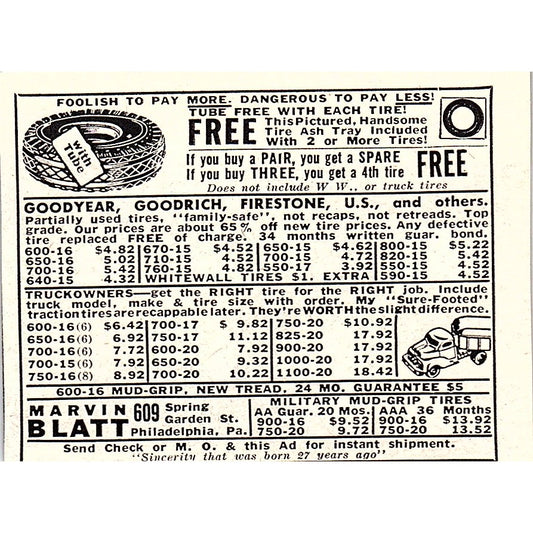 FOOLISH TO PAY MORE. DANGEROUS TO PAY LESS!
TUBE FREE WITH EACH TIRE!
FREE This Pictured, Handsome
Tire Ash Tray Included
With 2 or More Tires!
with Tube
If you buy a PAIR, you get a SPARE FREE
If you buy THREE, you get a 4th tire
Does not include W W.. or truck tires
GOODYEAR, GOODRICH, FIRESTONE, U.S., and others.
Partially used tires, "family-safe", not recaps, not retreads. Top
grade. Our prices are about 65% off new tire prices. Any defective
tire replaced FREE of charge. 34 months written guar. bond.
600-16 $4.82 670-15 $4.52 650-15 $4.62 800-15 $5.22
650-16 5.02 710-15 4.52 700-15 4.72 820-15 5.42
700-16 5.42 760-15 4.82 550-17 3.92 550-15 4.52
640-15 4.32 WHITEWALL TIRES $1. EXTRA 590-15 4.52
TRUCKOWNERS—get the RIGHT tire for the RIGHT job. Include
truck model, make & tire size with order. My "Sure-Footed"
traction tires are recappable later. They're WORTH the slight difference.
600-16(6) $6.42 700-17 $ 9.82 750-20 $10.92
650-16(6) 6.92 750-17 11.12 825-20 17.92
700-16(6) 7.72 600-20 7.92 900-20 17.92
700-15(6) 7.92 650-20 9.32 1000-20 17.92
750-16(8) 8.92 700-20 10.22 1100-20 18.42
600-16 MUD-GRIP, NEW TREAD. 24 MO. GUARANTEE $5
MARVIN BLATT 609 Spring
Garden St.
Philadelphia, Pa.
MILITARY MUD-GRIP TIRES
AA Guar. 20 Mos. AAA 36 Months
900-16 $9.52 900-16 $13.92
750-20 9.72 750-20 13.52
Send Check or M. O. & this Ad for instant shipment.
"Sincerity that was born 27 years ago"